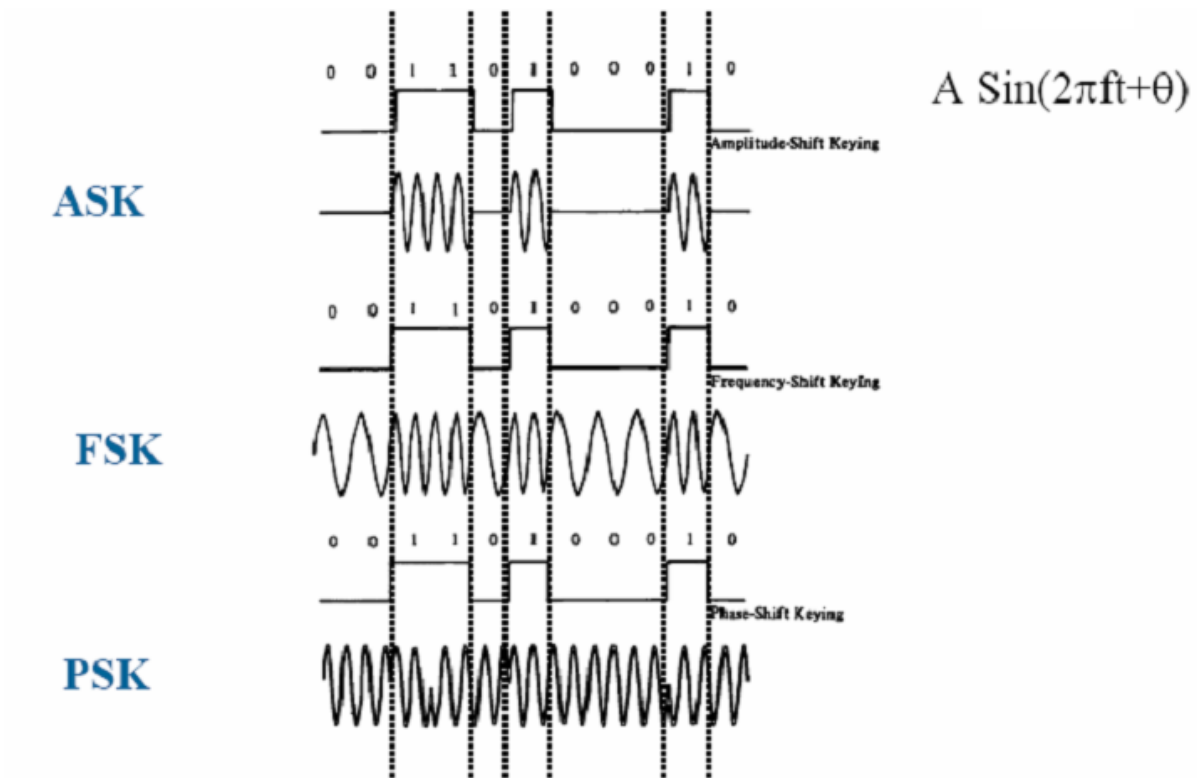 0 0 1 1 0 1 0 0 0 1 0
A Sin(2πft+θ)
Amplitude-Shift Keying
ASK
0 0 1 1 0 1 0 0 0 1 0
Frequency-Shift Keying
FSK
0 0 1 1 0 1 0 0 0 1 0
Phase-Shift Keying
PSK